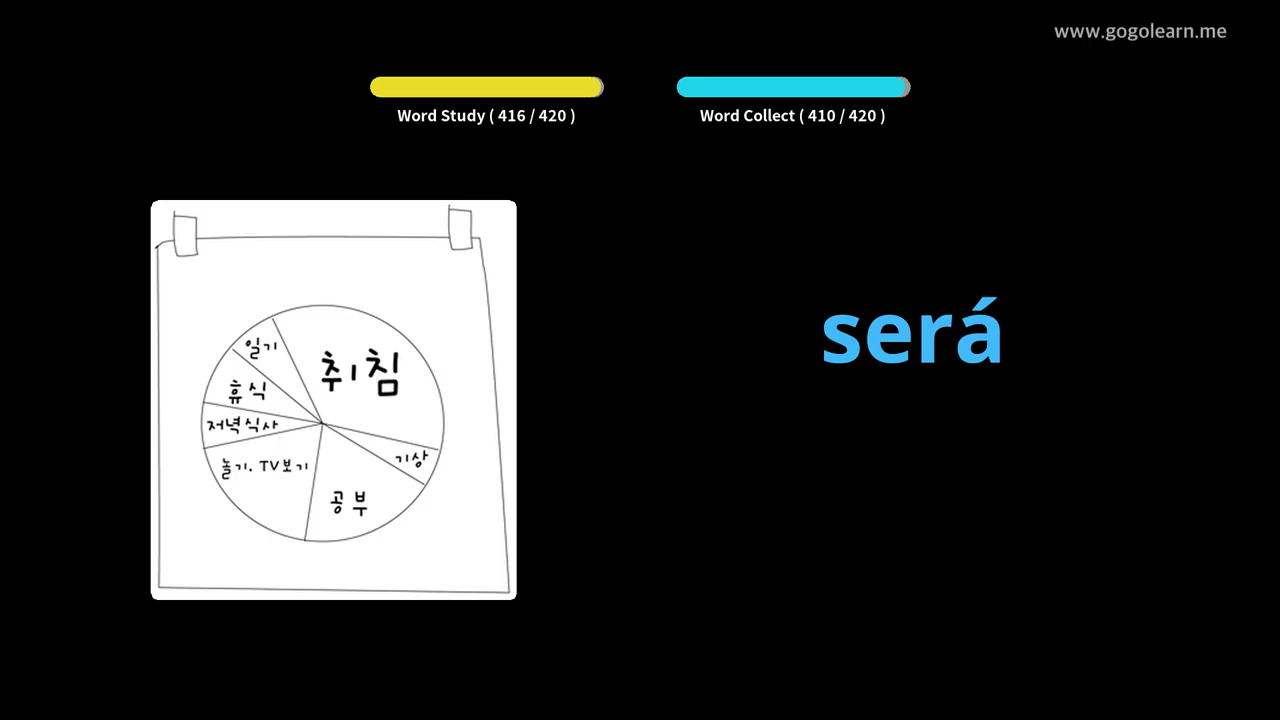 www.gogolearn.me
Word Study ( 416 / 420 )
Word Collect ( 410 / 420 )
será
일기
취침
휴식
저녁식사
놀기. TV보기
기상
공부